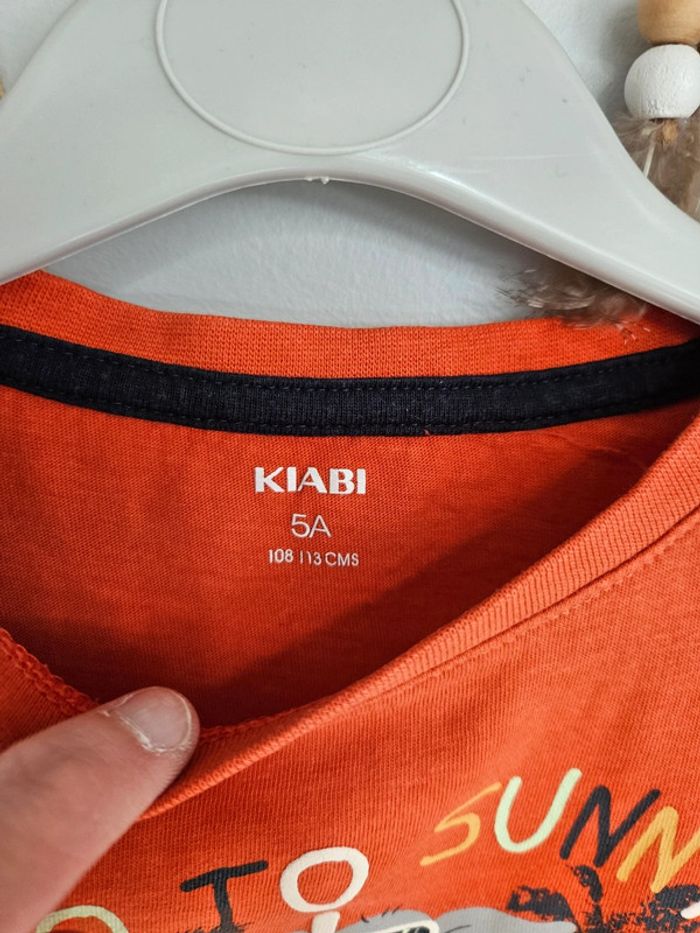 KIABI
5A
108 113 CMS
TO SUNN